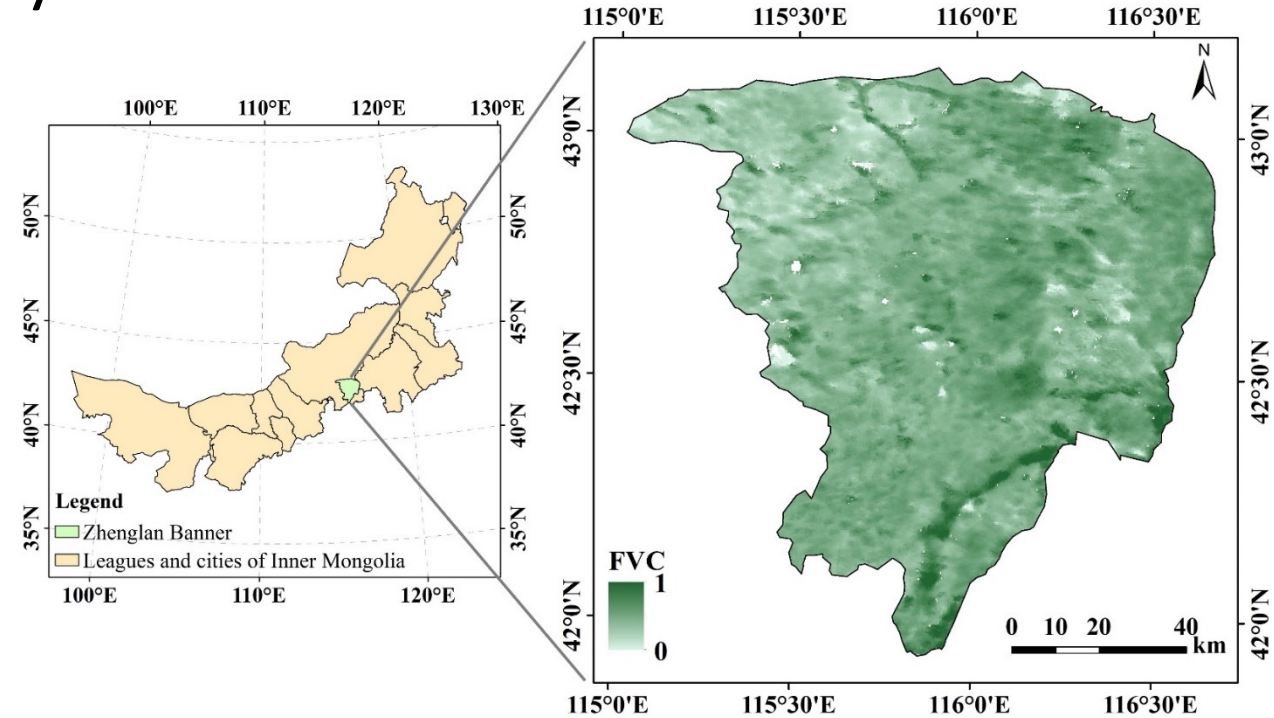 100°E 110°E 120°E 130°E
50°N
45°N
40°N
35°N
50°N
45°N
40°N
35°N
Legend
Zhenglan Banner
Leagues and cities of Inner Mongolia
100°E 110°E 120°E
115°0'E 115°30'E 116°0'E 116°30'E
N
43°0'N
42°30'N
42°0'N
43°0'N
42°30'N
42°0'N
FVC
1
0
0 10 20 40
km
115°0'E 115°30'E 116°0'E 116°30'E